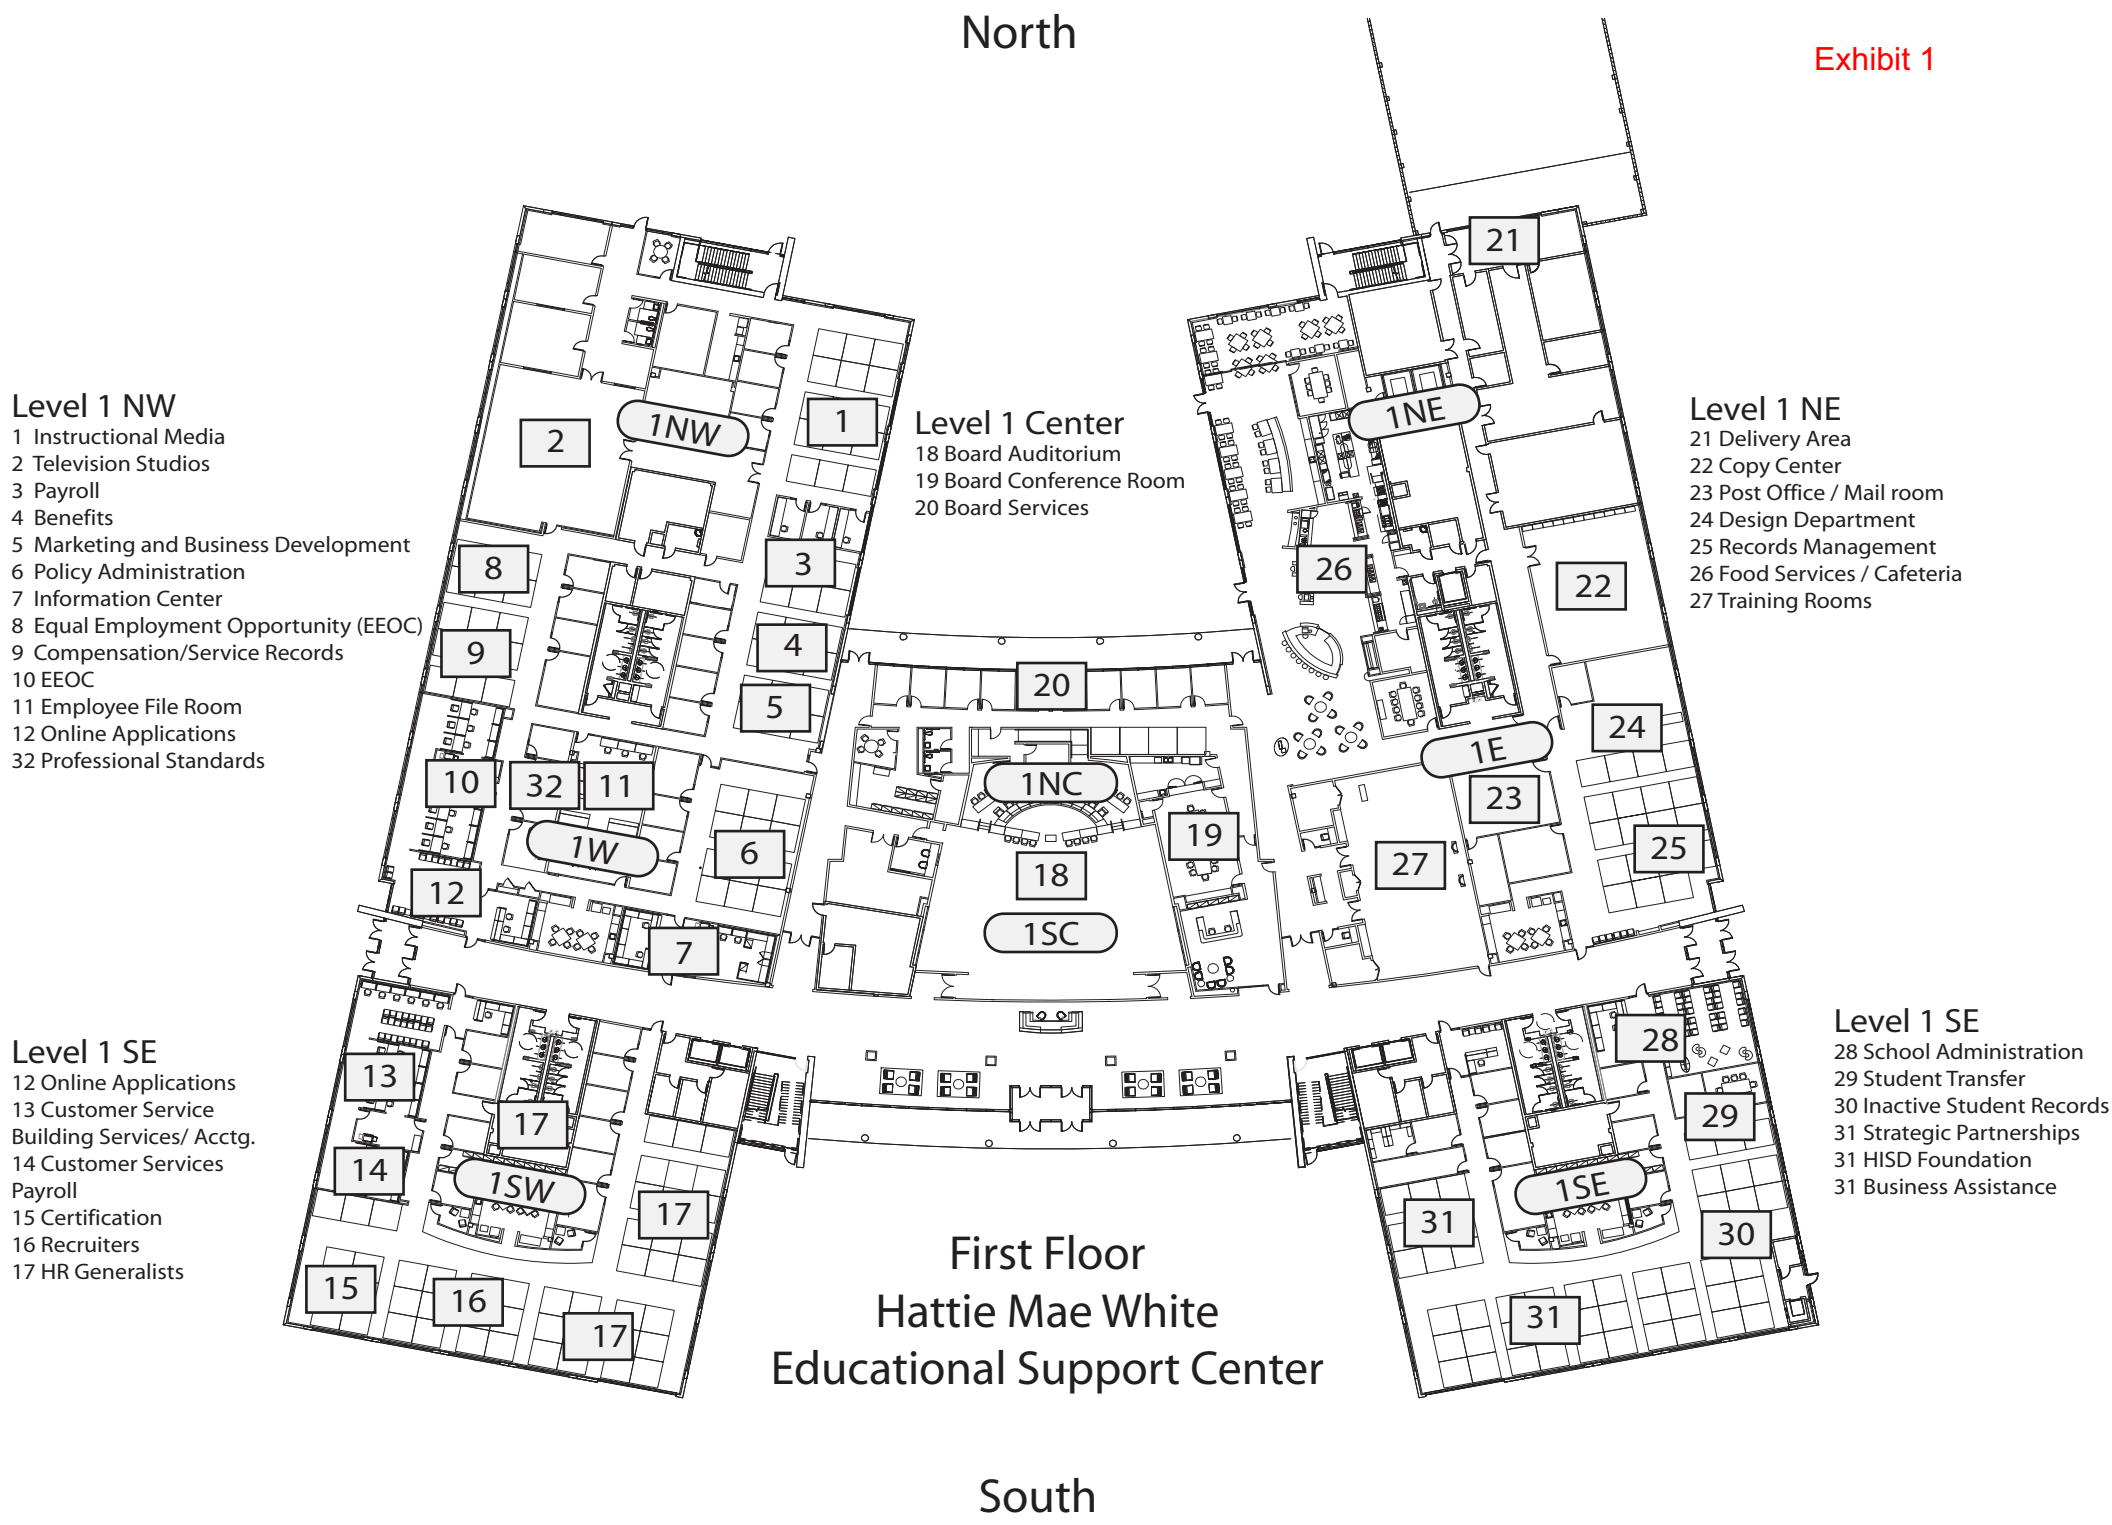 North
Exhibit 1
21
Level 1 NW
1 Instructional Media
2 Television Studios
3 Payroll
4 Benefits
5 Marketing and Business Development
6 Policy Administration
7 Information Center
8 Equal Employment Opportunity (EEOC)
9 Compensation/Service Records
10 EEOC
11 Employee File Room
12 Online Applications
32 Professional Standards
1NW
1
2
Level 1 Center
18 Board Auditorium
19 Board Conference Room
20 Board Services
1NE
Level 1 NE
21 Delivery Area
22 Copy Center
23 Post Office / Mail room
24 Design Department
25 Records Management
26 Food Services / Cafeteria
27 Training Rooms
8
3
26
22
9
4
5
20
24
1E
10
32
11
1NC
23
1W
6
18
19
27
25
12
7
1SC
Level 1 SE
12 Online Applications
13 Customer Service
Building Services/ Acctg.
14 Customer Services
Payroll
15 Certification
16 Recruiters
17 HR Generalists
13
17
14
1SW
17
15
16
17
28
29
1SE
31
30
31
Level 1 SE
28 School Administration
29 Student Transfer
30 Inactive Student Records
31 Strategic Partnerships
31 HISD Foundation
31 Business Assistance
First Floor
Hattie Mae White
Educational Support Center
South